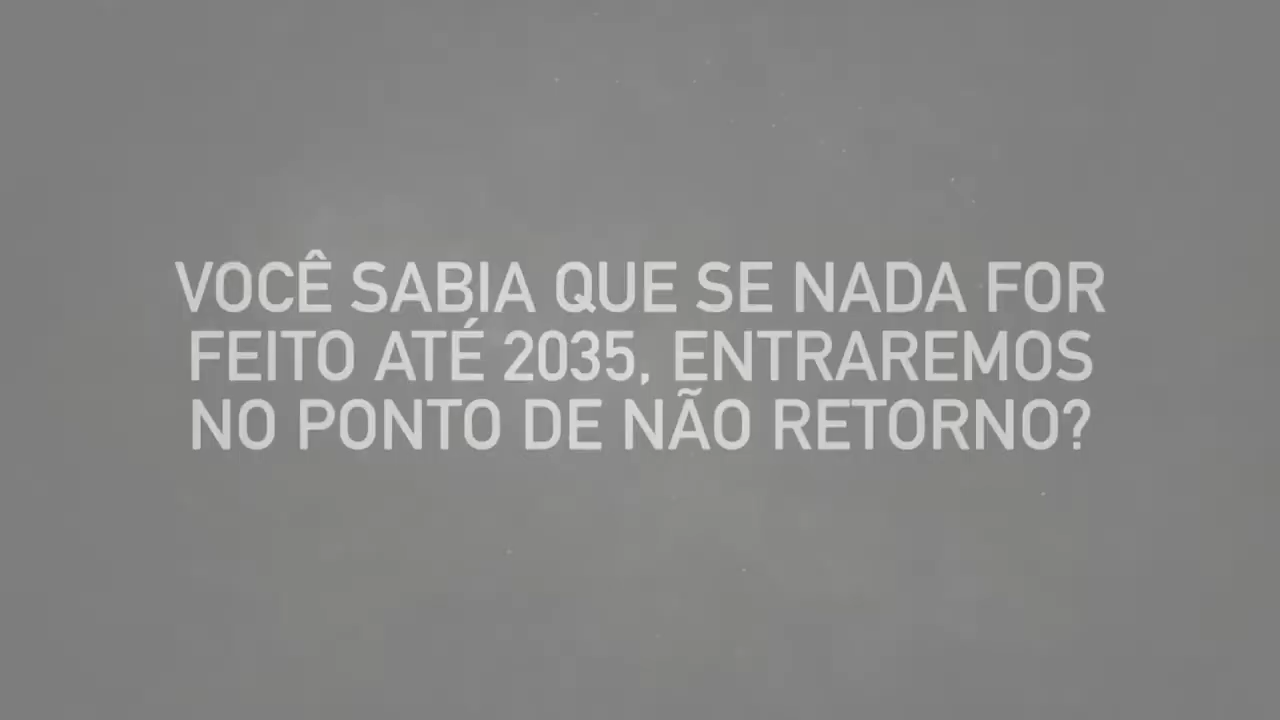 VOCÊ SABIA QUE SE NADA FOR
FEITO ATÉ 2035, ENTRAREMOS
NO PONTO DE NÃO RETORNO?